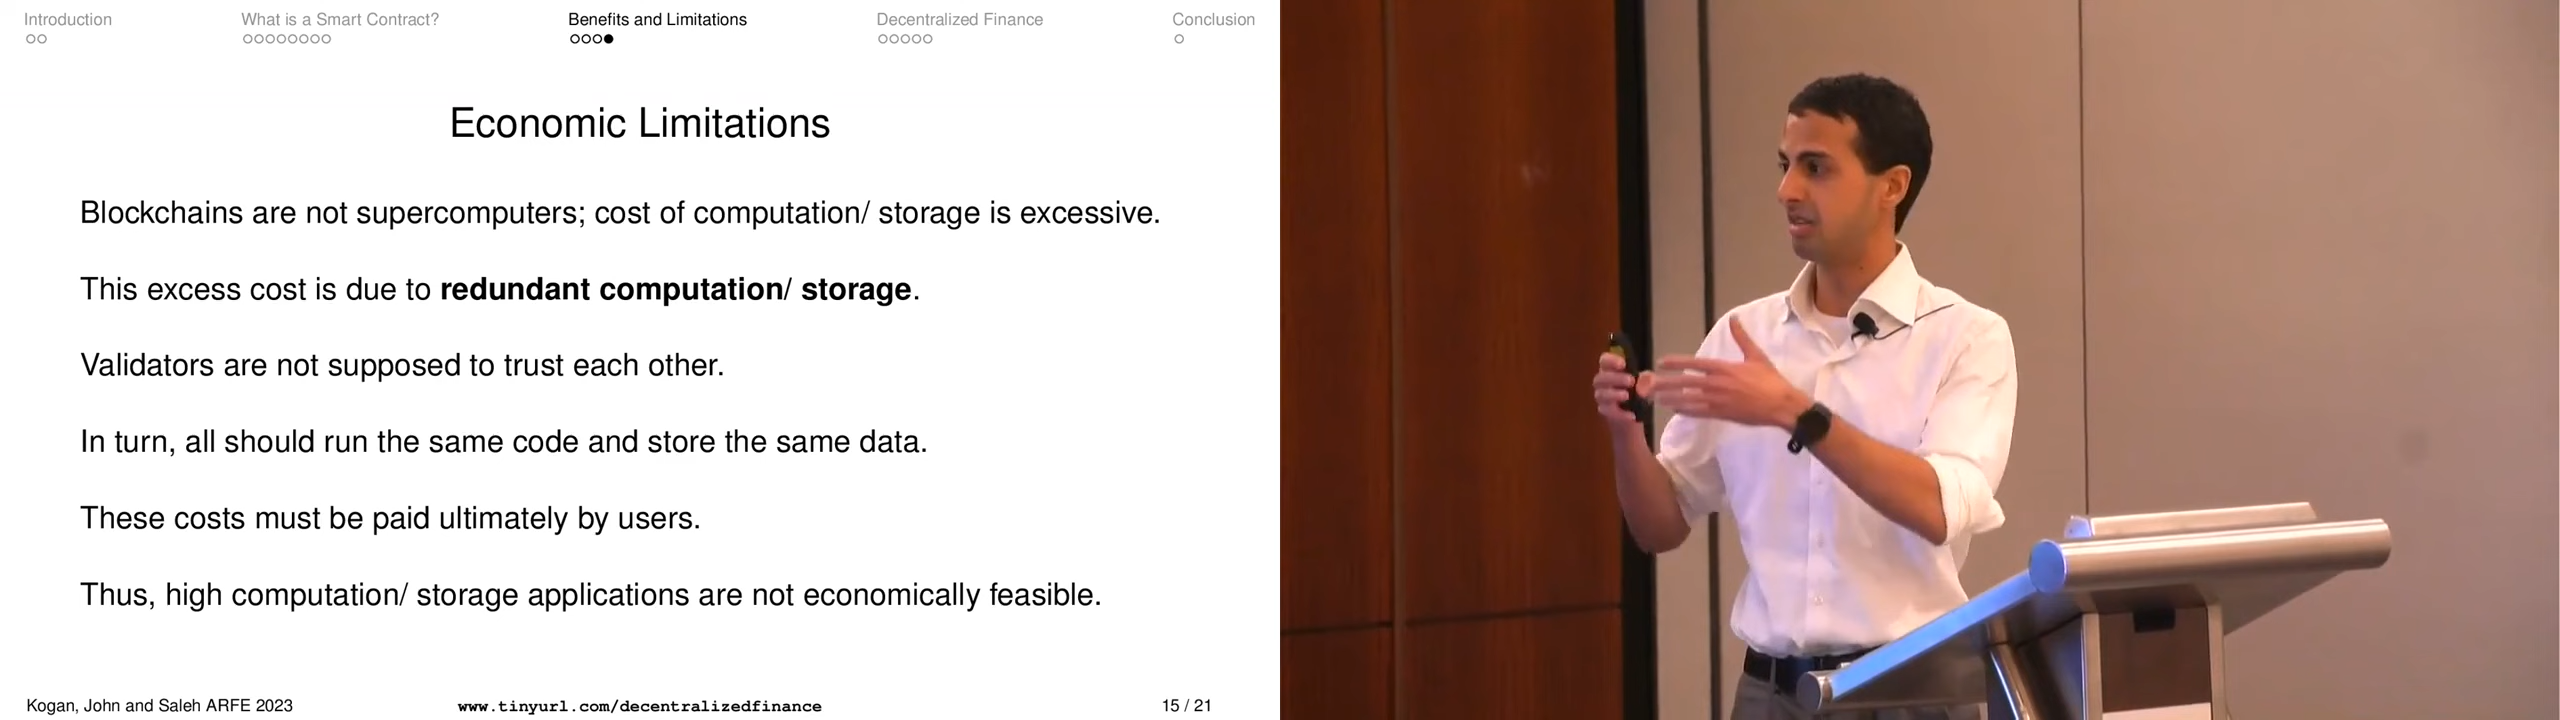 Introduction
What is a Smart Contract?
Benefits and Limitations
Decentralized Finance
Conclusion
Economic Limitations
Blockchains are not supercomputers; cost of computation/ storage is excessive.
This excess cost is due to redundant computation/ storage.
Validators are not supposed to trust each other.
In turn, all should run the same code and store the same data.
These costs must be paid ultimately by users.
Thus, high computation/ storage applications are not economically feasible.
Kogan, John and Saleh ARFE 2023
www.tinyurl.com/decentralizedfinance
15 / 21